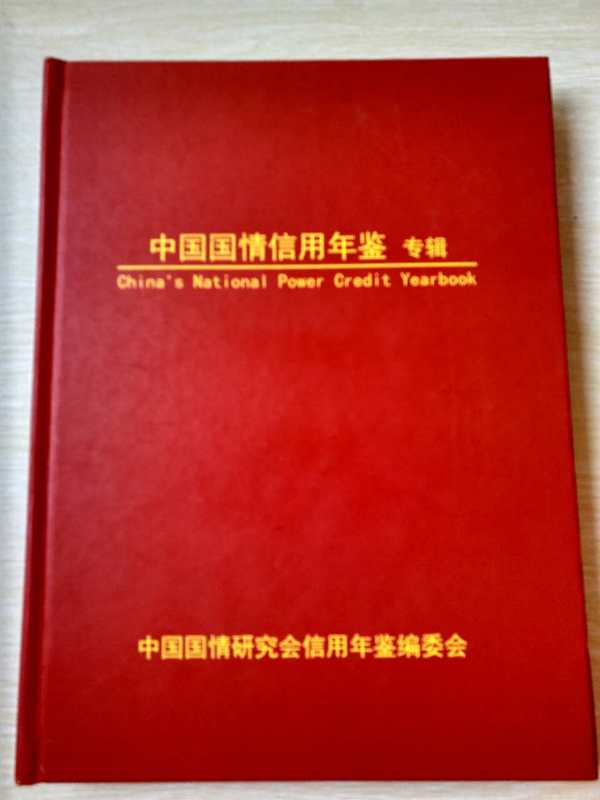 中国国情信用年鉴 专辑
China's National Power Credit Yearbook
中国国情研究会信用年鉴编委会